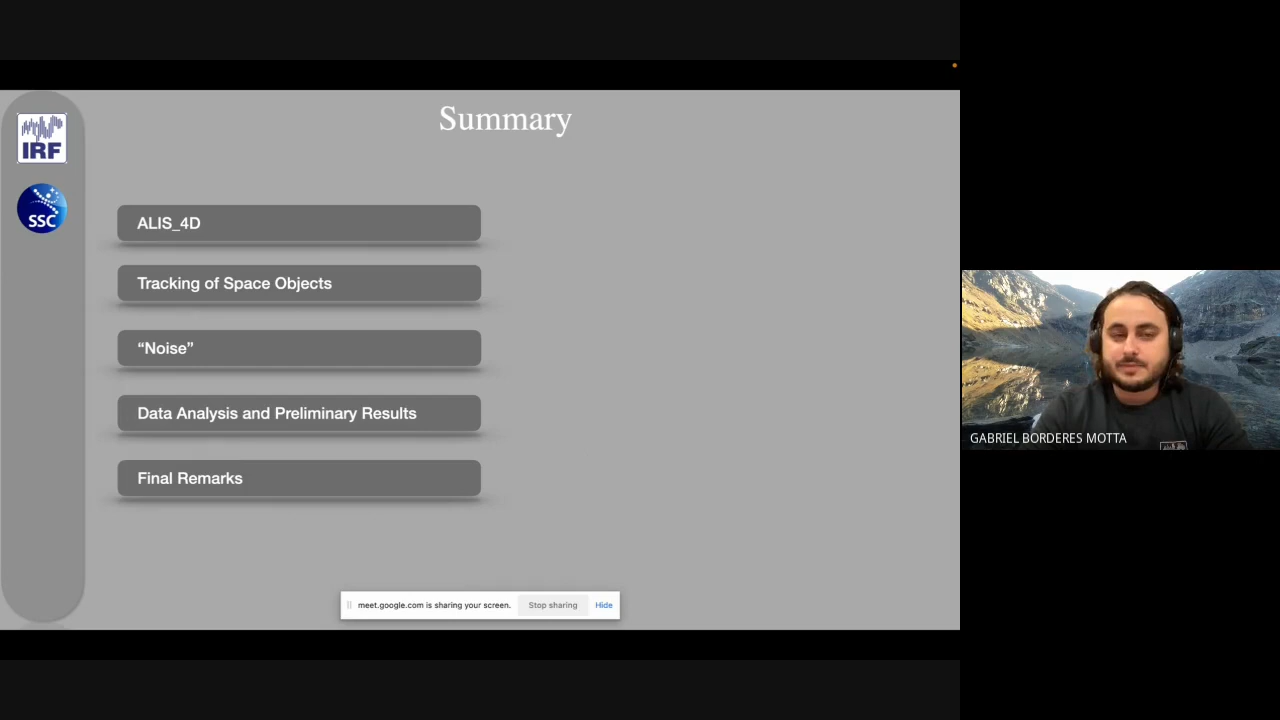 Summary
IRF
SSC
ALIS_4D
Tracking of Space Objects
“Noise”
Data Analysis and Preliminary Results
Final Remarks
meet.google.com is sharing your screen.
Stop sharing
Hide
GABRIEL BORDERES MOTTA